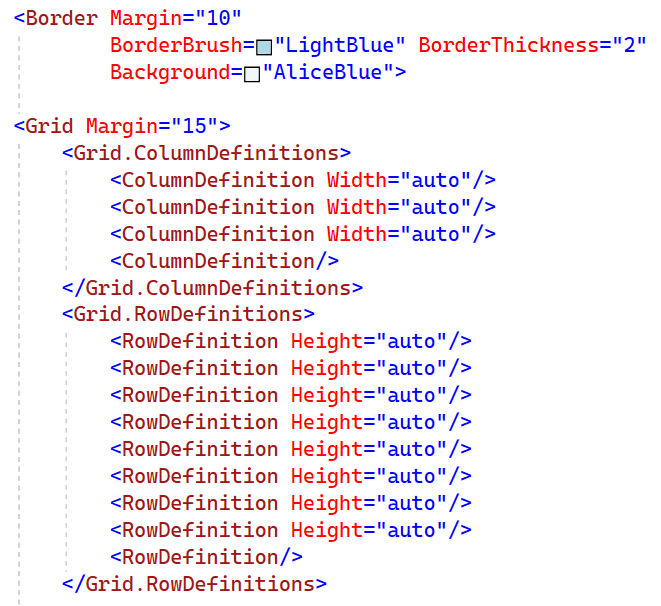 <Border Margin="10"
        BorderBrush="LightBlue" BorderThickness="2"
        Background="AliceBlue">
<Grid Margin="15">
    <Grid.ColumnDefinitions>
        <ColumnDefinition Width="auto"/>
        <ColumnDefinition Width="auto"/>
        <ColumnDefinition Width="auto"/>
        <ColumnDefinition/>
    </Grid.ColumnDefinitions>
    <Grid.RowDefinitions>
        <RowDefinition Height="auto"/>
        <RowDefinition Height="auto"/>
        <RowDefinition Height="auto"/>
        <RowDefinition Height="auto"/>
        <RowDefinition Height="auto"/>
        <RowDefinition Height="auto"/>
        <RowDefinition Height="auto"/>
        <RowDefinition Height="auto"/>
        <RowDefinition/>
    </Grid.RowDefinitions>